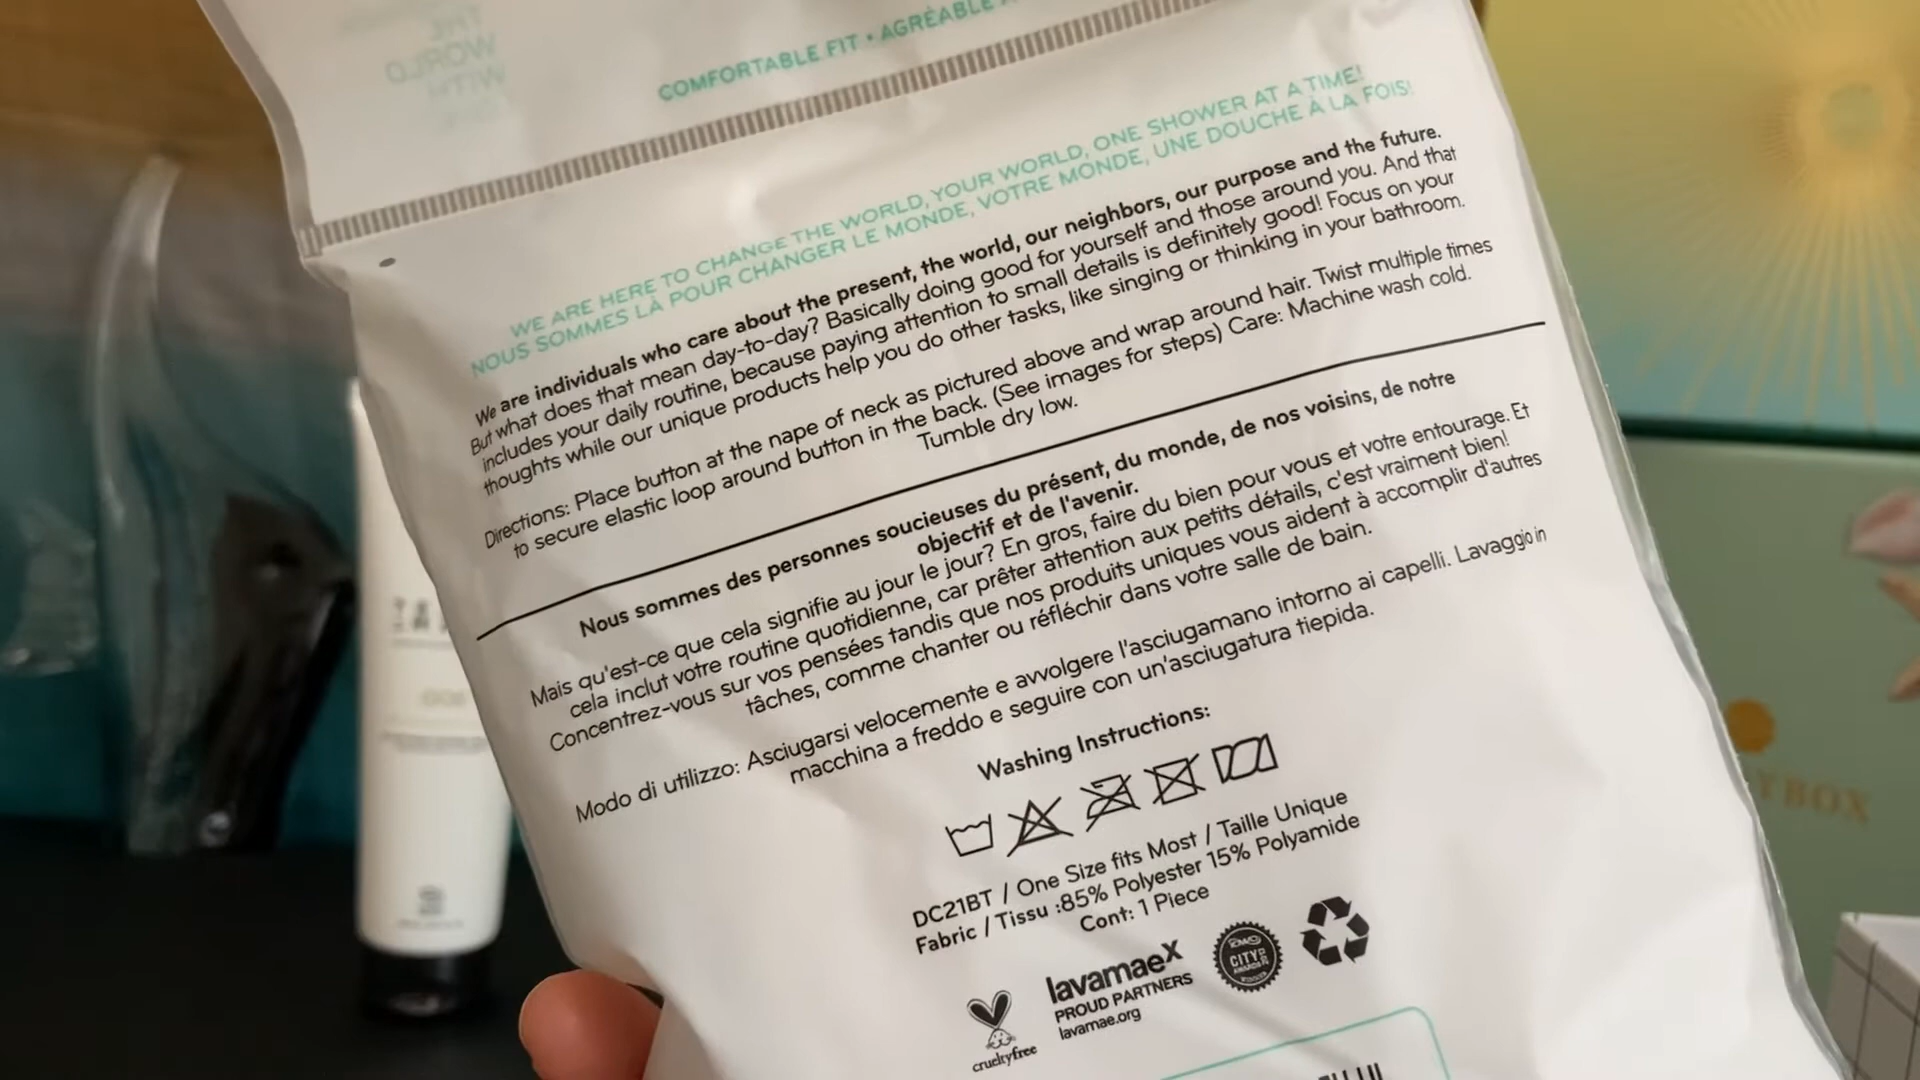 THE
WORLD
WITH
COMFORTABLE FIT • AGRÉABLE
WE ARE HERE TO CHANGE THE WORLD, YOUR WORLD, ONE SHOWER AT A TIME!
NOUS SOMMES LÀ POUR CHANGER LE MONDE, VOTRE MONDE, UNE DOUCHE À LA FOIS!
We are individuals who care about the present, the world, our neighbors, our purpose and the future.
But what does that mean day-to-day? Basically doing good for yourself and those around you. And that
includes your daily routine, because paying attention to small details is definitely good! Focus on your
thoughts while our unique products help you do other tasks, like singing or thinking in your bathroom.
Directions: Place button at the nape of neck as pictured above and wrap around hair. Twist multiple times
to secure elastic loop around button in the back. (See images for steps) Care: Machine wash cold.
Tumble dry low.
Nous sommes des personnes soucieuses du présent, du monde, de nos voisins, de notre
objectif et de l'avenir.
Mais qu'est-ce que cela signifie au jour le jour? En gros, faire du bien pour vous et votre entourage. Et
cela inclut votre routine quotidienne, car prêter attention aux petits détails, c'est vraiment bien!
Concentrez-vous sur vos pensées tandis que nos produits uniques vous aident à accomplir d'autres
tâches, comme chanter ou réfléchir dans votre salle de bain.
Modo di utilizzo: Asciugarsi velocemente e avvolgere l'asciugamano intorno ai capelli. Lavaggio in
macchina a freddo e seguire con un'asciugatura tiepida.
Washing Instructions:
DC21BT / One Size fits Most / Taille Unique
Fabric / Tissu :85% Polyester 15% Polyamide
Cont: 1 Piece
lavamaex
PROUD PARTNERS
lavamae.org
CITY
crueltyfree